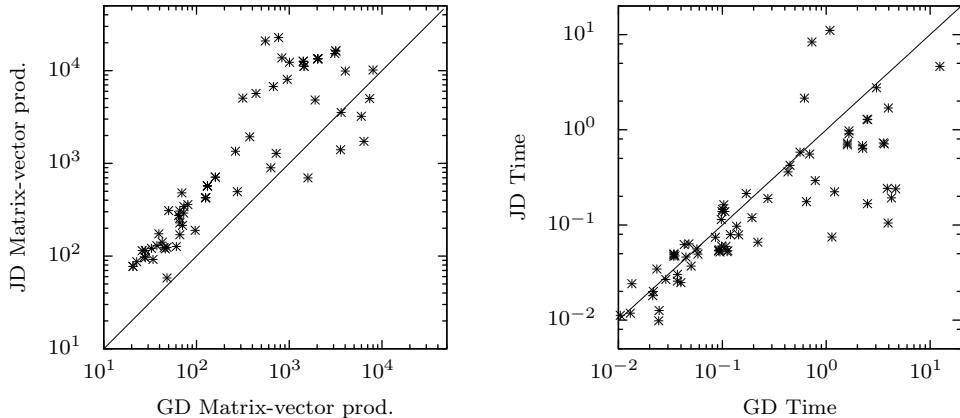 10^4
10^3
10^2
10^1
10^1 10^2 10^3 10^4
GD Matrix-vector prod.
JD Matrix-vector prod.
10^1
10^0
10^−1
10^−2
10^−2 10^−1 10^0 10^1
GD Time
JD Time